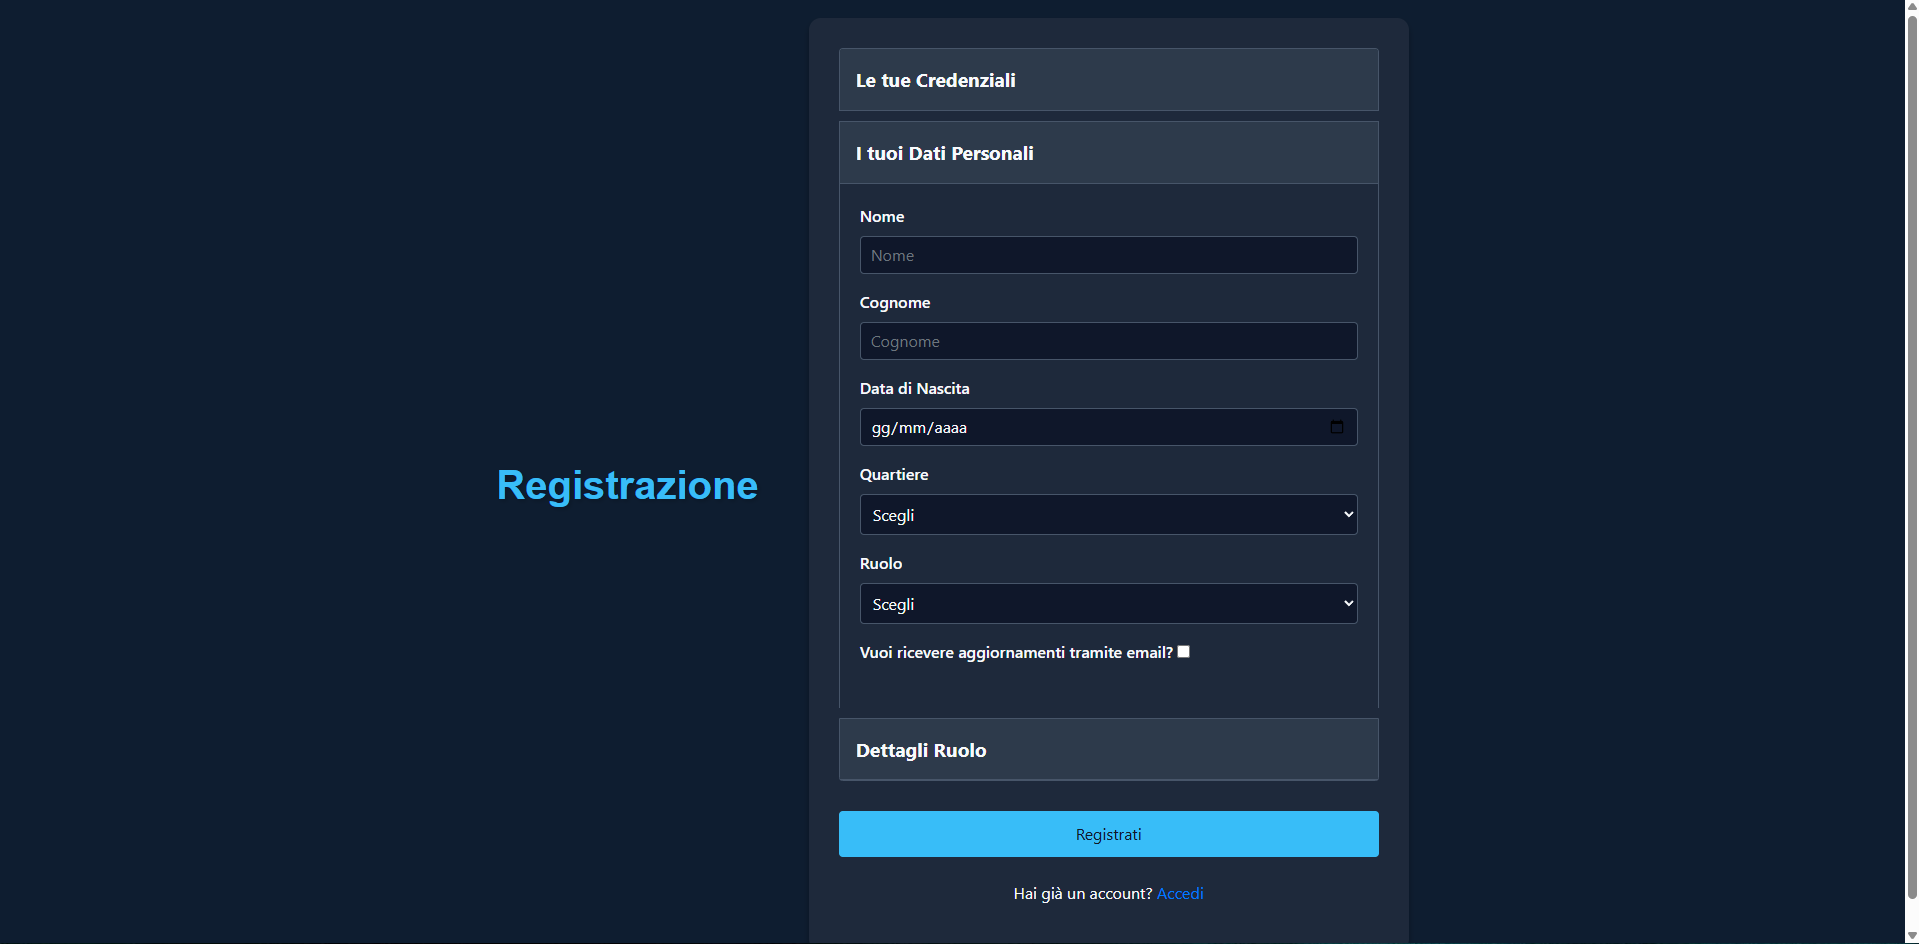 Registrazione
Le tue Credenziali
I tuoi Dati Personali
Nome
Nome
Cognome
Cognome
Data di Nascita
gg/mm/aaaa
Quartiere
Scegli
Ruolo
Scegli
Vuoi ricevere aggiornamenti tramite email?
Dettagli Ruolo
Registrati
Hai già un account? Accedi